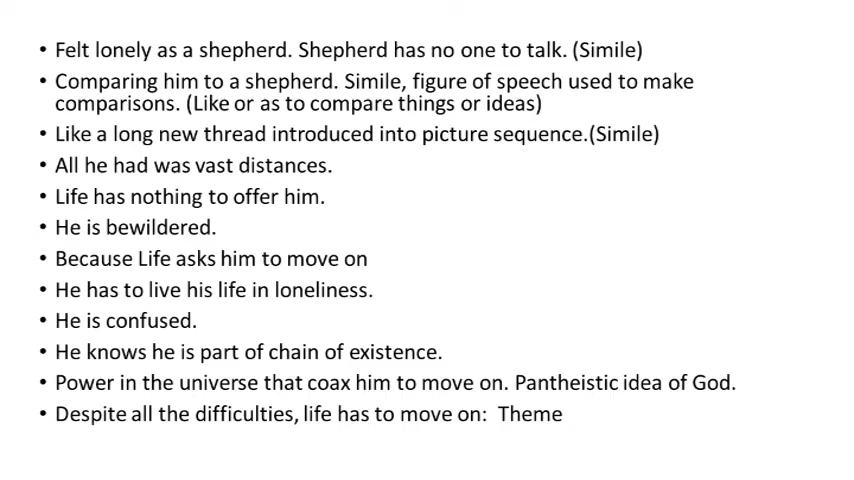 • Felt lonely as a shepherd. Shepherd has no one to talk. (Simile)
• Comparing him to a shepherd. Simile, figure of speech used to make
comparisons. (Like or as to compare things or ideas)
• Like a long new thread introduced into picture sequence.(Simile)
• All he had was vast distances.
• Life has nothing to offer him.
• He is bewildered.
• Because Life asks him to move on
• He has to live his life in loneliness.
• He is confused.
• He knows he is part of chain of existence.
• Power in the universe that coax him to move on. Pantheistic idea of God.
• Despite all the difficulties, life has to move on:  Theme